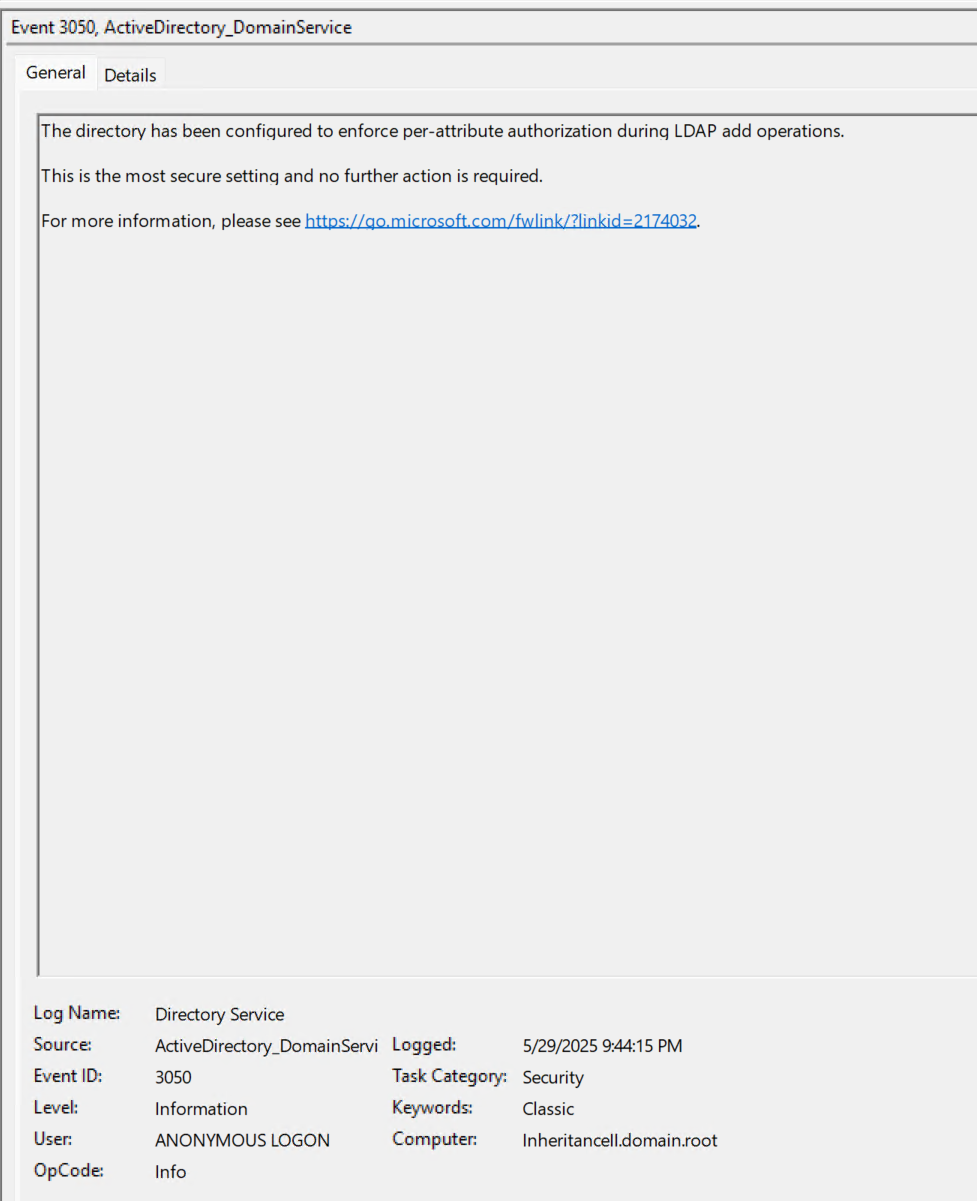 Event 3050, ActiveDirectory_DomainService
General Details
The directory has been configured to enforce per-attribute authorization during LDAP add operations.
This is the most secure setting and no further action is required.
For more information, please see https://go.microsoft.com/fwlink/?linkid=2174032.
Log Name: Directory Service
Source: ActiveDirectory_DomainServi Logged: 5/29/2025 9:44:15 PM
Event ID: 3050 Task Category: Security
Level: Information Keywords: Classic
User: ANONYMOUS LOGON Computer: Inheritancell.domain.root
OpCode: Info